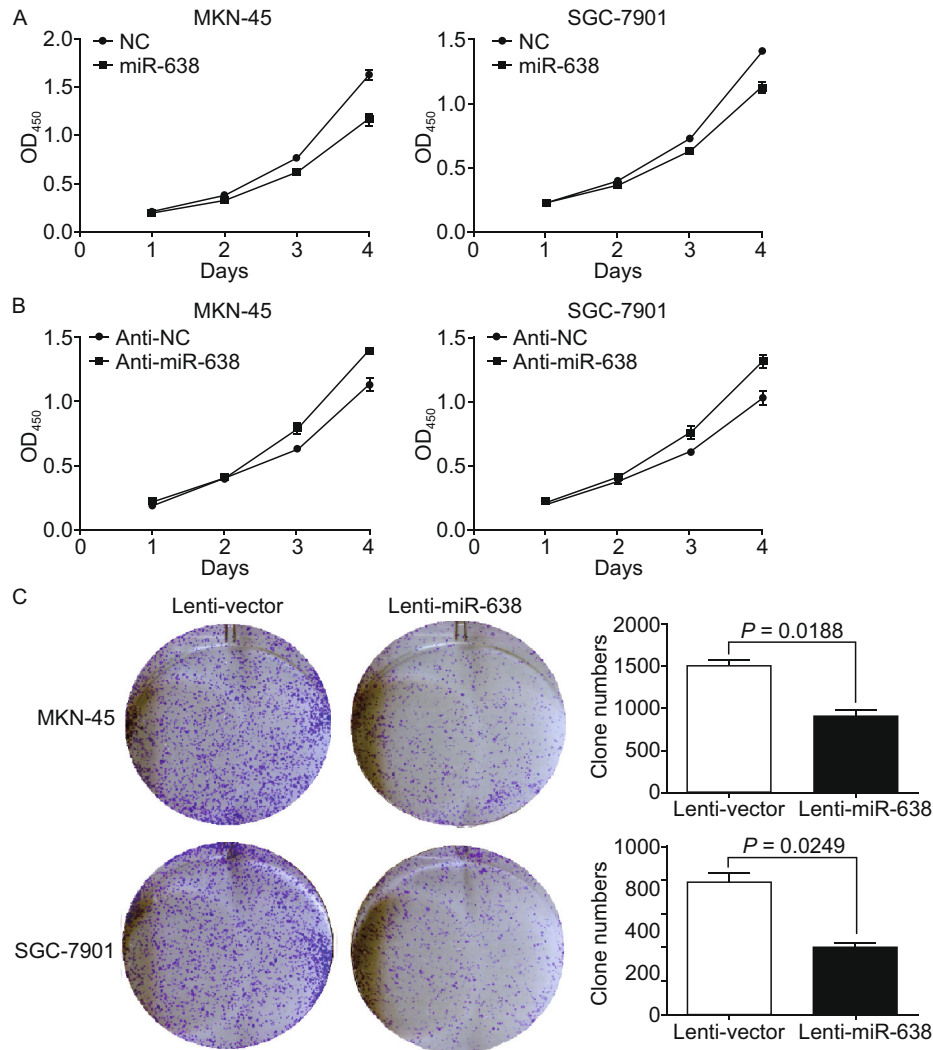 A
MKN-45
NC
miR-638
OD450
2.0
1.5
1.0
0.5
0.0
0 1 2 3 4
Days
SGC-7901
NC
miR-638
OD450
1.5
1.0
0.5
0.0
0 1 2 3 4
Days
B
MKN-45
Anti-NC
Anti-miR-638
OD450
1.5
1.0
0.5
0.0
0 1 2 3 4
Days
SGC-7901
Anti-NC
Anti-miR-638
OD450
1.5
1.0
0.5
0.0
0 1 2 3 4
Days
C
Lenti-vector Lenti-miR-638
MKN-45
Clone numbers
2000
1500
1000
500
0
P = 0.0188
Lenti-vector Lenti-miR-638
SGC-7901
Clone numbers
800
400
200
0
P = 0.0249
Lenti-vector Lenti-miR-638